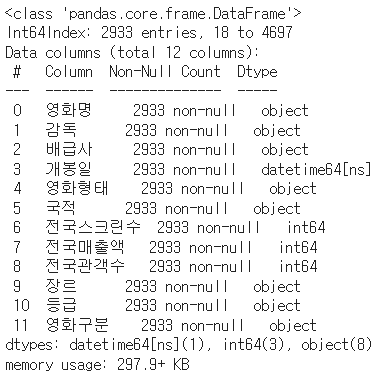 <class 'pandas.core.frame.DataFrame'>
Int64Index: 2933 entries, 18 to 4697
Data columns (total 12 columns):
 #   Column  Non-Null Count  Dtype
---  ------  --------------  -----
 0   영화명     2933 non-null   object
 1   감독      2933 non-null   object
 2   배급사     2933 non-null   object
 3   개봉일     2933 non-null   datetime64[ns]
 4   영화형태    2933 non-null   object
 5   국적      2933 non-null   object
 6   전국스크린수  2933 non-null   int64
 7   전국매출액   2933 non-null   int64
 8   전국관객수   2933 non-null   int64
 9   장르      2933 non-null   object
 10  등급      2933 non-null   object
 11  영화구분    2933 non-null   object
dtypes: datetime64[ns](1), int64(3), object(8)
memory usage: 297.9+ KB